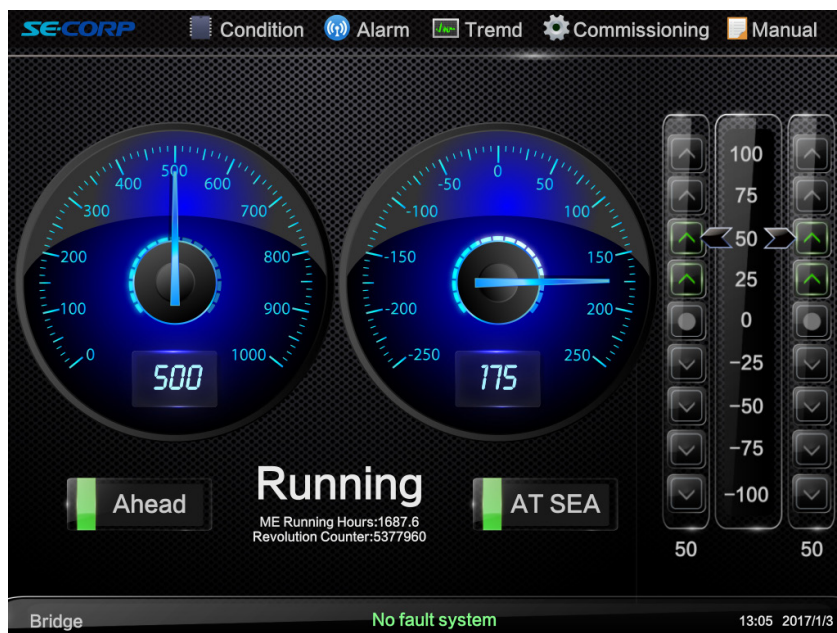 SE·CORP Condition Alarm Tremd Commissioning Manual
0 100 200 300 400 500 600 700 800 900 1000
500
-250 -200 -150 -100 -50 0 50 100 150 200 250
175
100
75
50
25
0
−25
−50
−75
−100
50 50
Ahead
Running
AT SEA
ME Running Hours:1687.6
Revolution Counter:5377960
Bridge No fault system 13:05 2017/1/3